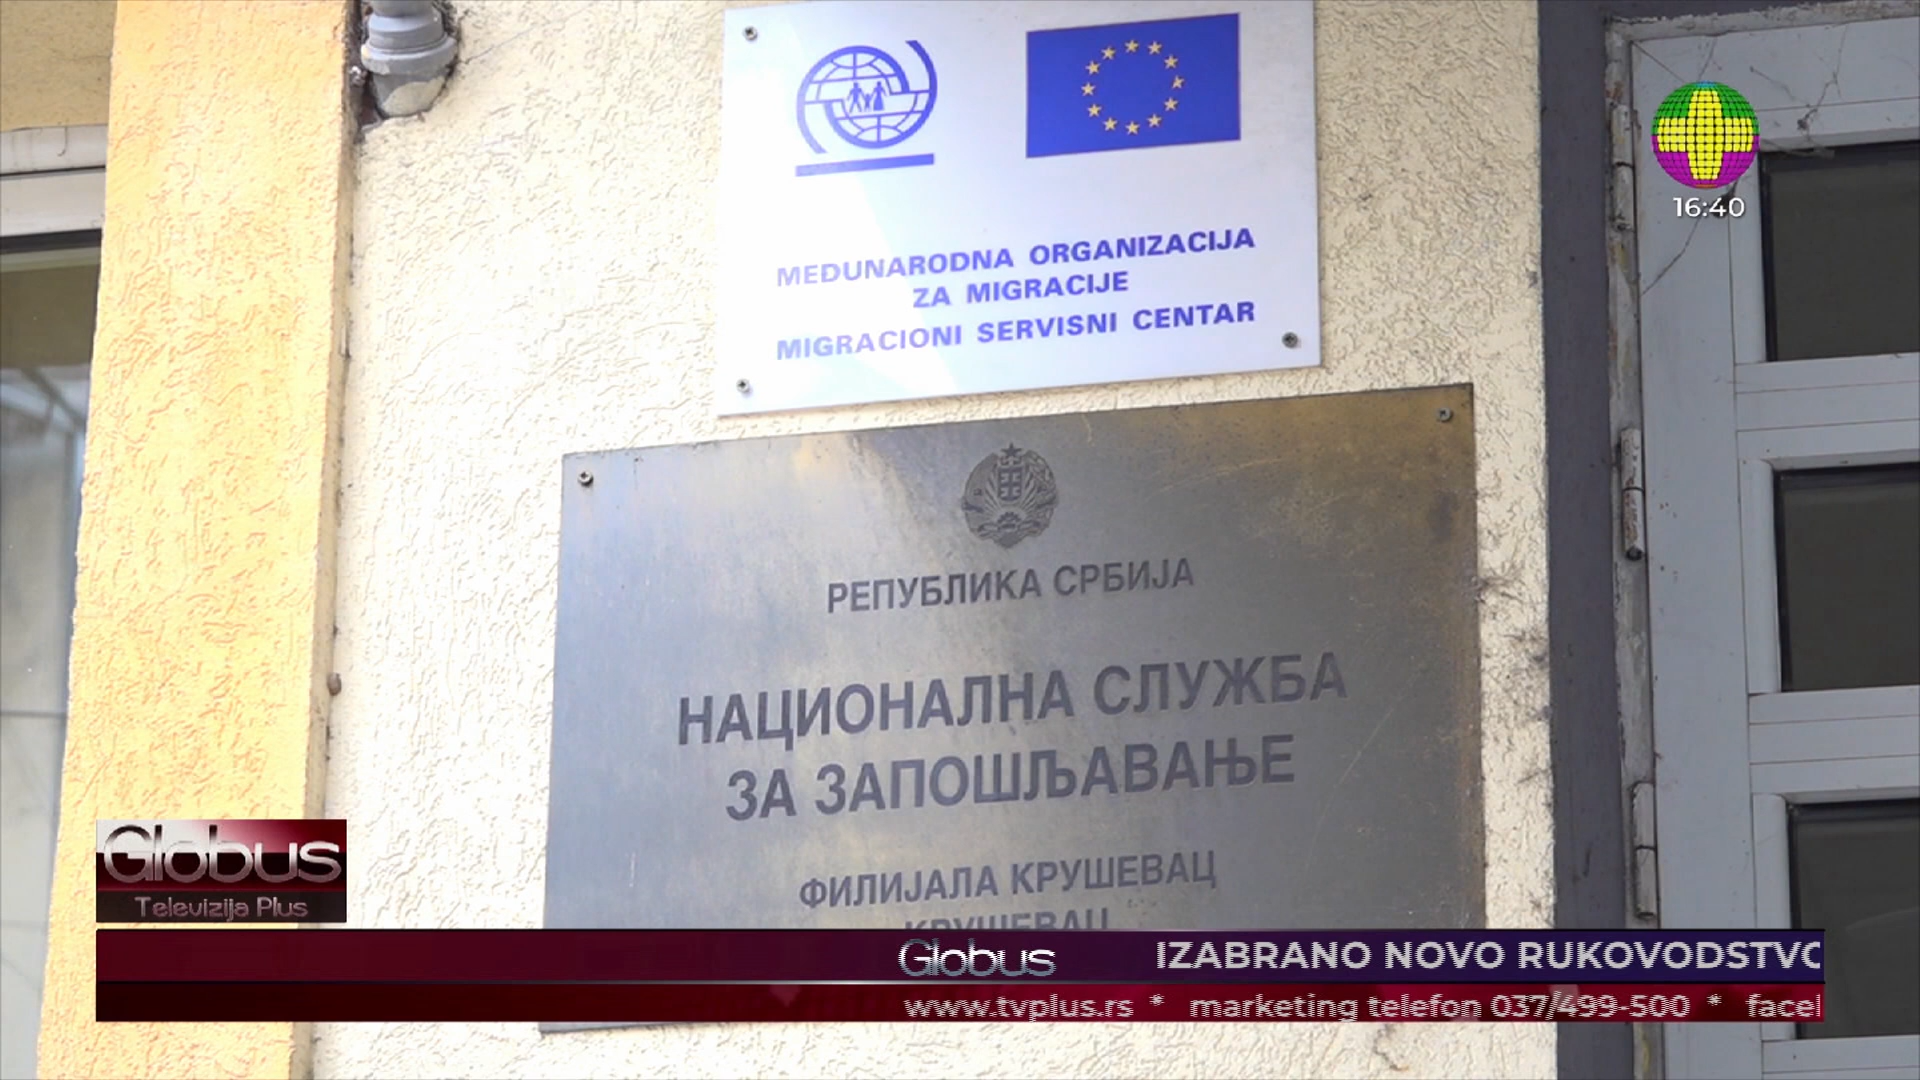 MEĐUNARODNA ORGANIZACIJA
ZA MIGRACIJE
MIGRACIONI SERVISNI CENTAR
16:40
РЕПУБЛИКА СРБИЈА
НАЦИОНАЛНА СЛУЖБА
ЗА ЗАПОШЉАВАЊЕ
ФИЛИЈАЛА КРУШЕВАЦ
КРУШЕВАЦ
Globus
Televizija Plus
Globus IZABRANO NOVO RUKOVODSTVO
www.tvplus.rs * marketing telefon 037/499-500 *